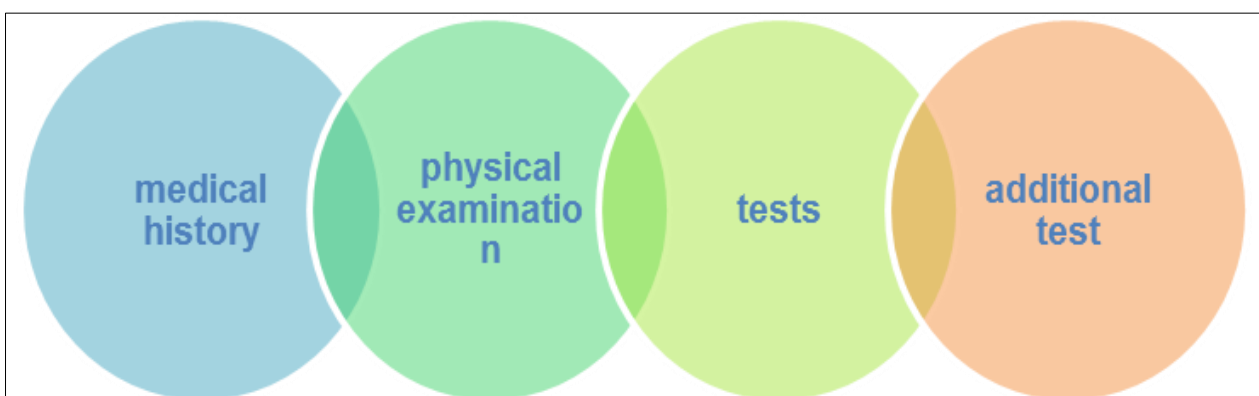 medical
history
physical
examinatio
n
tests
additional
test